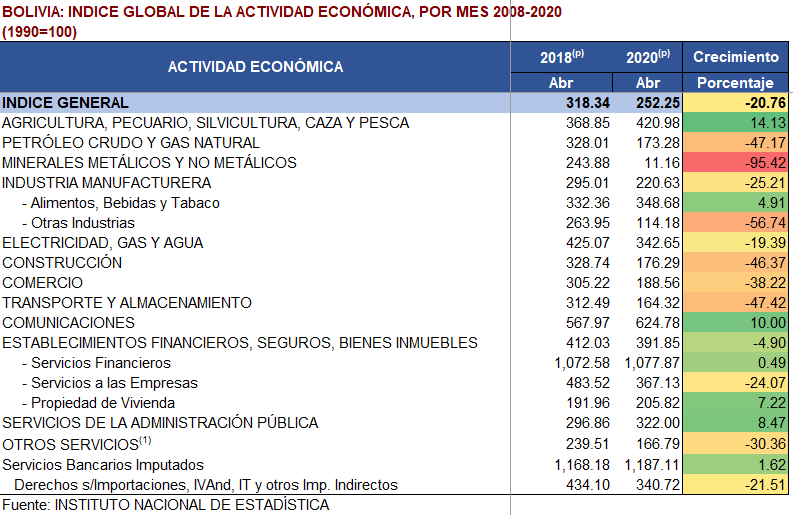 BOLIVIA: INDICE GLOBAL DE LA ACTIVIDAD ECONÓMICA, POR MES 2008-2020
(1990=100)
ACTIVIDAD ECONÓMICA 2018(p) 2020(p) Crecimiento
Abr Abr Porcentaje
INDICE GENERAL 318.34 252.25 -20.76
AGRICULTURA, PECUARIO, SILVICULTURA, CAZA Y PESCA 368.85 420.98 14.13
PETRÓLEO CRUDO Y GAS NATURAL 328.01 173.28 -47.17
MINERALES METÁLICOS Y NO METÁLICOS 243.88 11.16 -95.42
INDUSTRIA MANUFACTURERA 295.01 220.63 -25.21
- Alimentos, Bebidas y Tabaco 332.36 348.68 4.91
- Otras Industrias 263.95 114.18 -56.74
ELECTRICIDAD, GAS Y AGUA 425.07 342.65 -19.39
CONSTRUCCIÓN 328.74 176.29 -46.37
COMERCIO 305.22 188.56 -38.22
TRANSPORTE Y ALMACENAMIENTO 312.49 164.32 -47.42
COMUNICACIONES 567.97 624.78 10.00
ESTABLECIMIENTOS FINANCIEROS, SEGUROS, BIENES INMUEBLES 412.03 391.85 -4.90
- Servicios Financieros 1,072.58 1,077.87 0.49
- Servicios a las Empresas 483.52 367.13 -24.07
- Propiedad de Vivienda 191.96 205.82 7.22
SERVICIOS DE LA ADMINISTRACIÓN PÚBLICA 296.86 322.00 8.47
OTROS SERVICIOS(1) 239.51 166.79 -30.36
Servicios Bancarios Imputados 1,168.18 1,187.11 1.62
Derechos s/Importaciones, IVAnd, IT y otros Imp. Indirectos 434.10 340.72 -21.51
Fuente: INSTITUTO NACIONAL DE ESTADÍSTICA